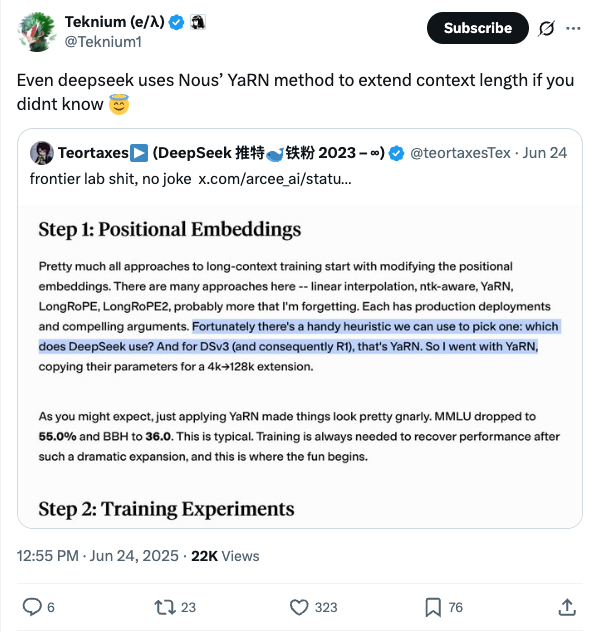 Teknium (e/λ)
@Teknium1
Subscribe
Even deepseek uses Nous’ YaRN method to extend context length if you
didnt know 😇
Teortaxes▶️ (DeepSeek 推特🐋铁粉 2023 – ∞) @teortaxesTex · Jun 24
frontier lab shit, no joke x.com/arcee_ai/statu...
Step 1: Positional Embeddings
Pretty much all approaches to long-context training start with modifying the positional
embeddings. There are many approaches here -- linear interpolation, ntk-aware, YaRN,
LongRoPE, LongRoPE2, probably more that I'm forgetting. Each has production deployments
and compelling arguments. Fortunately there's a handy heuristic we can use to pick one: which
does DeepSeek use? And for DSv3 (and consequently R1), that's YaRN. So I went with YaRN,
copying their parameters for a 4k→128k extension.
As you might expect, just applying YaRN made things look pretty gnarly. MMLU dropped to
55.0% and BBH to 36.0. This is typical. Training is always needed to recover performance after
such a dramatic expansion, and this is where the fun begins.
Step 2: Training Experiments
12:55 PM · Jun 24, 2025 · 22K Views
6 23 323 76